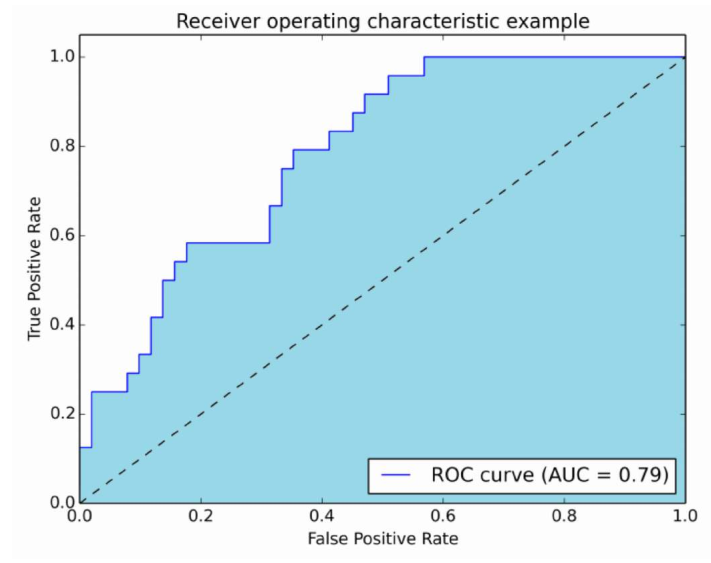 Receiver operating characteristic example
True Positive Rate
1.0
0.8
0.6
0.4
0.2
0.0
ROC curve (AUC = 0.79)
0.0 0.2 0.4 0.6 0.8 1.0
False Positive Rate